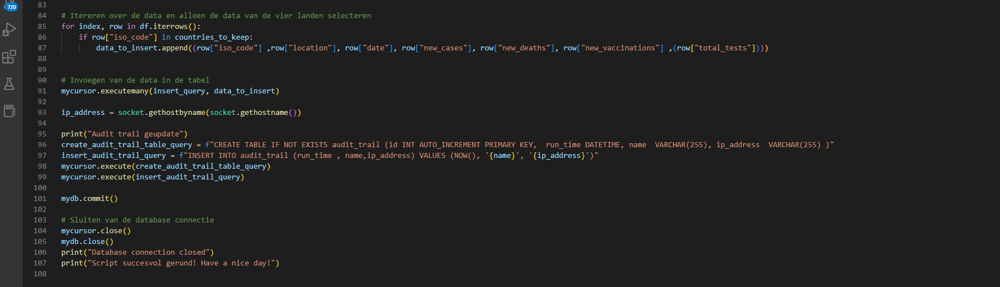 720
83
84 # Itereren over de data en alleen de data van de vier landen selecteren
85 for index, row in df.iterrows():
86     if row["iso_code"] in countries_to_keep:
87         data_to_insert.append((row["iso_code"] ,row["location"], row["date"], row["new_cases"], row["new_deaths"], row["new_vaccinations"] ,(row["total_tests"])))
88
89
90 # Invoegen van de data in de tabel
91 mycursor.executemany(insert_query, data_to_insert)
92
93 ip_address = socket.gethostbyname(socket.gethostname())
94
95 print("Audit trail geupdate")
96 create_audit_trail_table_query = f"CREATE TABLE IF NOT EXISTS audit_trail (id INT AUTO_INCREMENT PRIMARY KEY,  run_time DATETIME, name  VARCHAR(255), ip_address  VARCHAR(255) )"
97 insert_audit_trail_query = f"INSERT INTO audit_trail (run_time , name,ip_address) VALUES (NOW(), '{name}', '{ip_address}')"
98 mycursor.execute(create_audit_trail_table_query)
99 mycursor.execute(insert_audit_trail_query)
100
101 mydb.commit()
102
103 # Sluiten van de database connectie
104 mycursor.close()
105 mydb.close()
106 print("Database connection closed")
107 print("Script succesvol gerund! Have a nice day!")
108